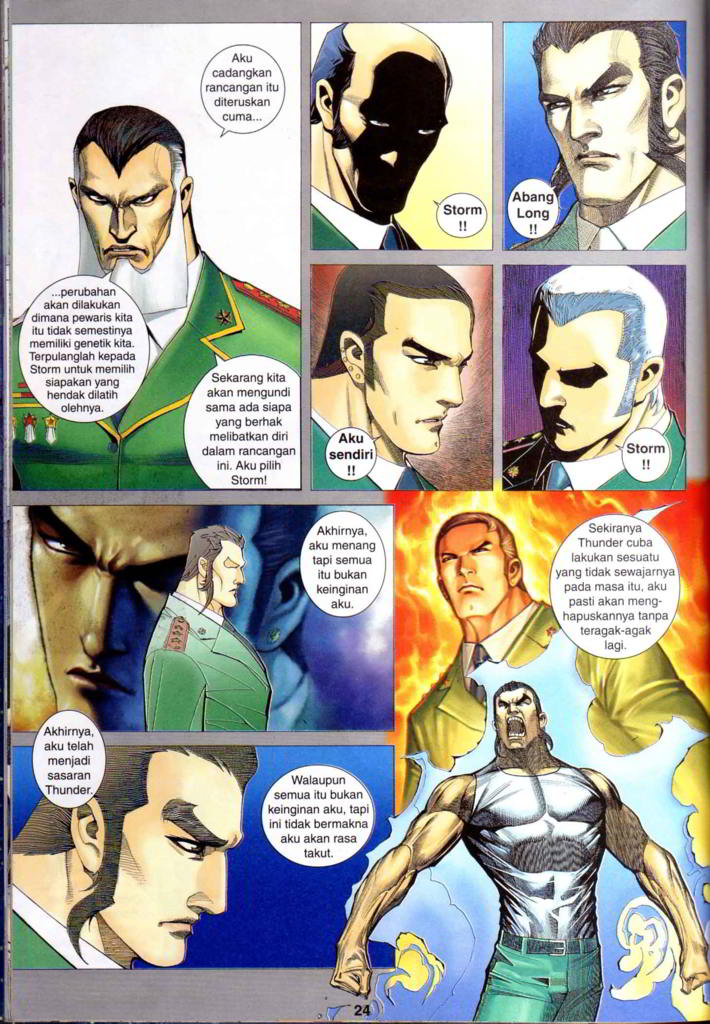 Aku
cadangkan
rancangan itu
diteruskan
cuma...
...perubahan
akan dilakukan
dimana pewaris kita
itu tidak semestinya
memiliki genetik kita.
Terpulanglah kepada
Storm untuk memilih
siapakan yang
hendak dilatih
olehnya.
Sekarang kita
akan mengundi
sama ada siapa
yang berhak
melibatkan diri
dalam rancangan
ini. Aku pilih
Storm!
Storm
!!
Abang
Long
!!
Aku
sendiri
!!
Storm
!!
Akhirnya,
aku menang
tapi semua
itu bukan
keinginan
aku.
Sekiranya
Thunder cuba
lakukan sesuatu
yang tidak sewajarnya
pada masa itu, aku
pasti akan meng-
hapuskannya tanpa
teragak-agak
lagi.
Akhirnya,
aku telah
menjadi
sasaran
Thunder.
Walaupun
semua itu bukan
keinginan aku, tapi
ini tidak bermakna
aku akan rasa
takut.
24